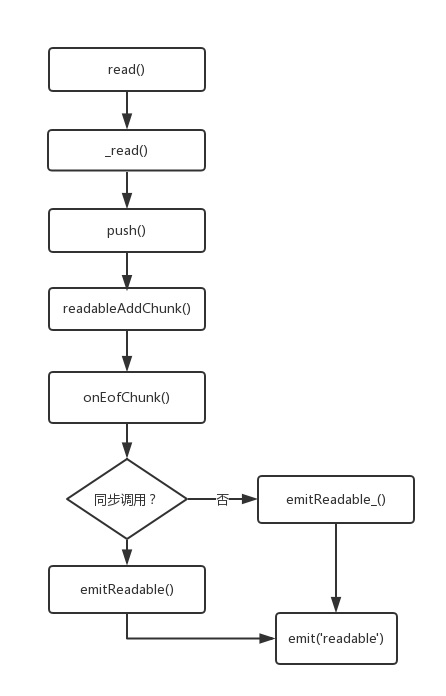 read()
_read()
push()
readableAddChunk()
onEofChunk()
同步调用？
否
emitReadable_()
emitReadable()
emit('readable')